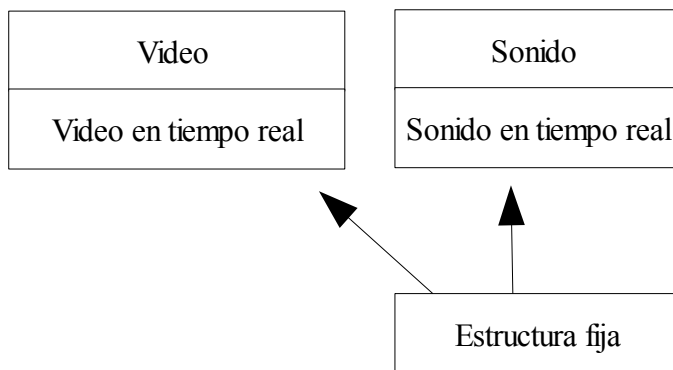 Video
Sonido
Video en tiempo real
Sonido en tiempo real
Estructura fija